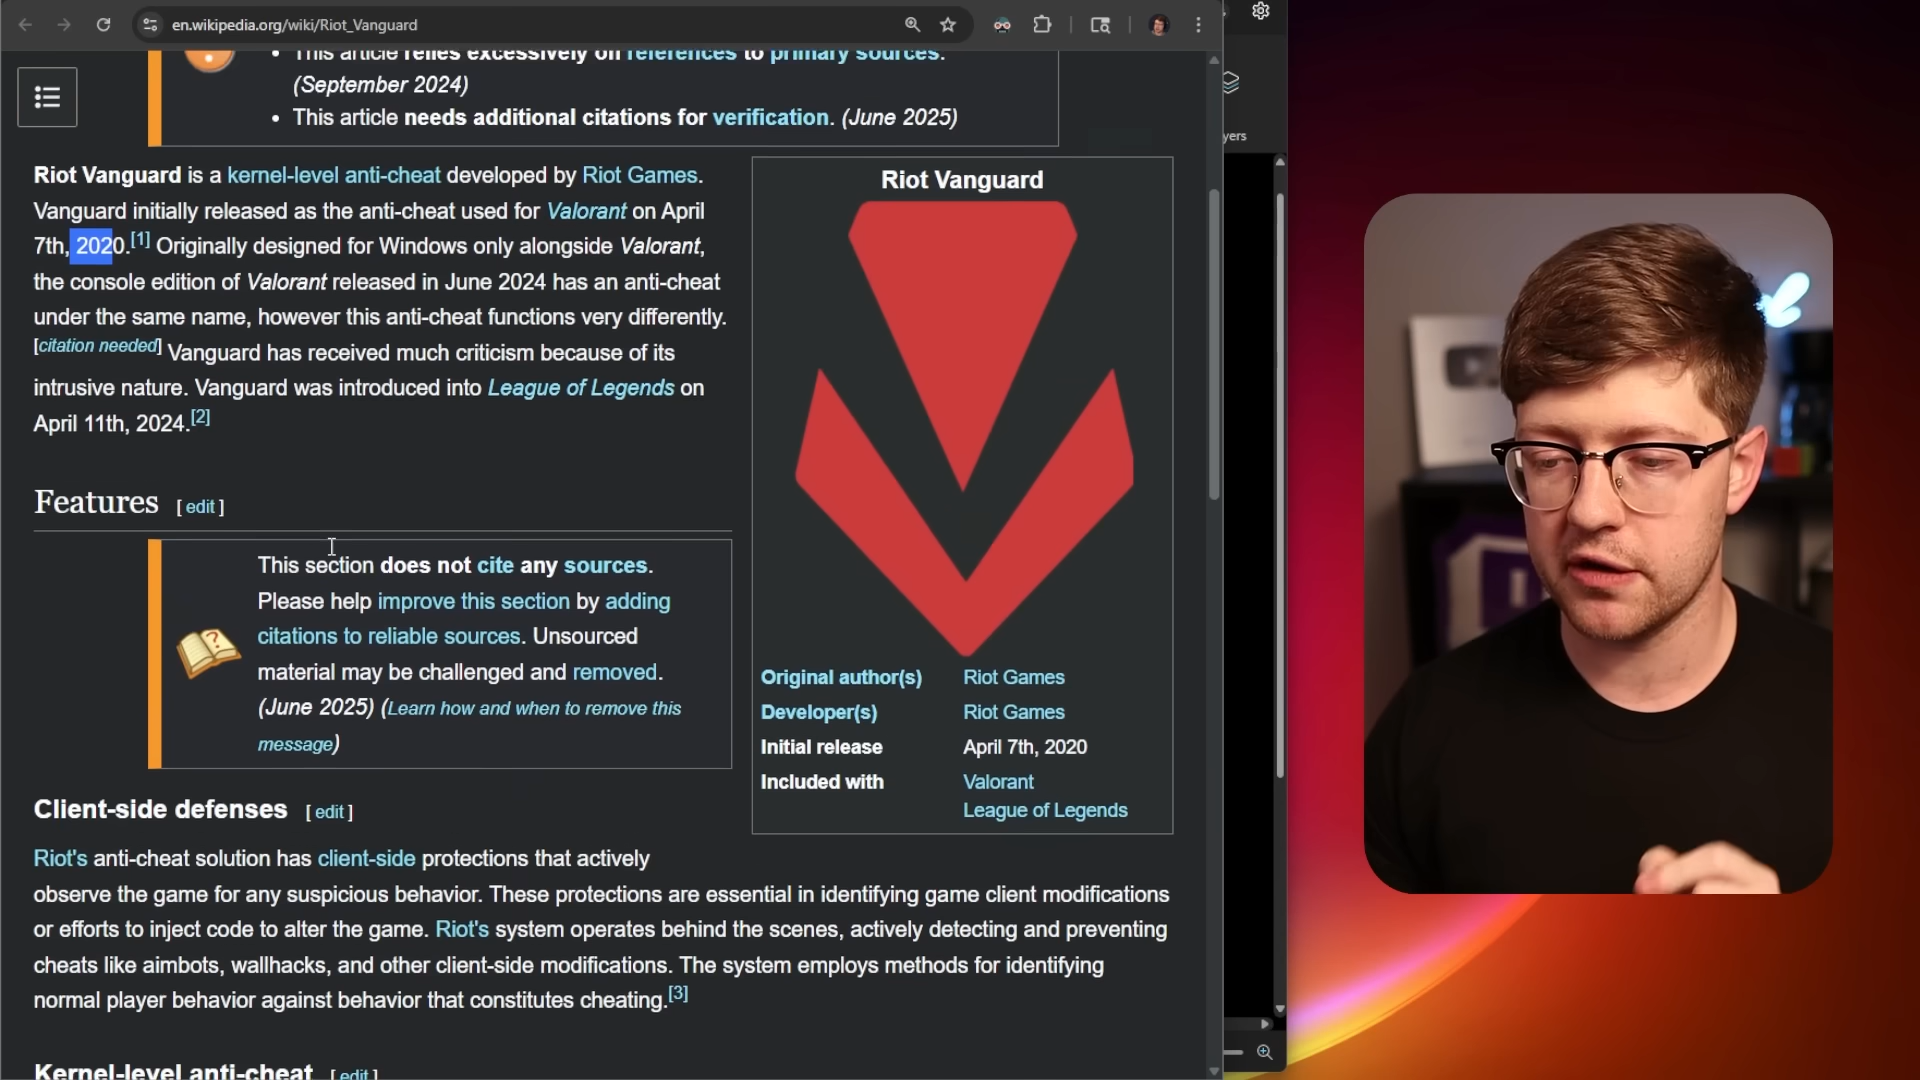 en.wikipedia.org/wiki/Riot_Vanguard
• This article relies excessively on references to primary sources.
(September 2024)
• This article needs additional citations for verification. (June 2025)
yers
Riot Vanguard is a kernel-level anti-cheat developed by Riot Games.
Vanguard initially released as the anti-cheat used for Valorant on April
7th, 2020.[1] Originally designed for Windows only alongside Valorant,
the console edition of Valorant released in June 2024 has an anti-cheat
under the same name, however this anti-cheat functions very differently.
[citation needed] Vanguard has received much criticism because of its
intrusive nature. Vanguard was introduced into League of Legends on
April 11th, 2024.[2]
Riot Vanguard
Original author(s) Riot Games
Developer(s) Riot Games
Initial release April 7th, 2020
Included with Valorant
League of Legends
Features [ edit ]
This section does not cite any sources.
Please help improve this section by adding
citations to reliable sources. Unsourced
material may be challenged and removed.
(June 2025) (Learn how and when to remove this
message)
Client-side defenses [ edit ]
Riot's anti-cheat solution has client-side protections that actively
observe the game for any suspicious behavior. These protections are essential in identifying game client modifications
or efforts to inject code to alter the game. Riot's system operates behind the scenes, actively detecting and preventing
cheats like aimbots, wallhacks, and other client-side modifications. The system employs methods for identifying
normal player behavior against behavior that constitutes cheating.[3]
Kernel-level anti-cheat [ edit ]